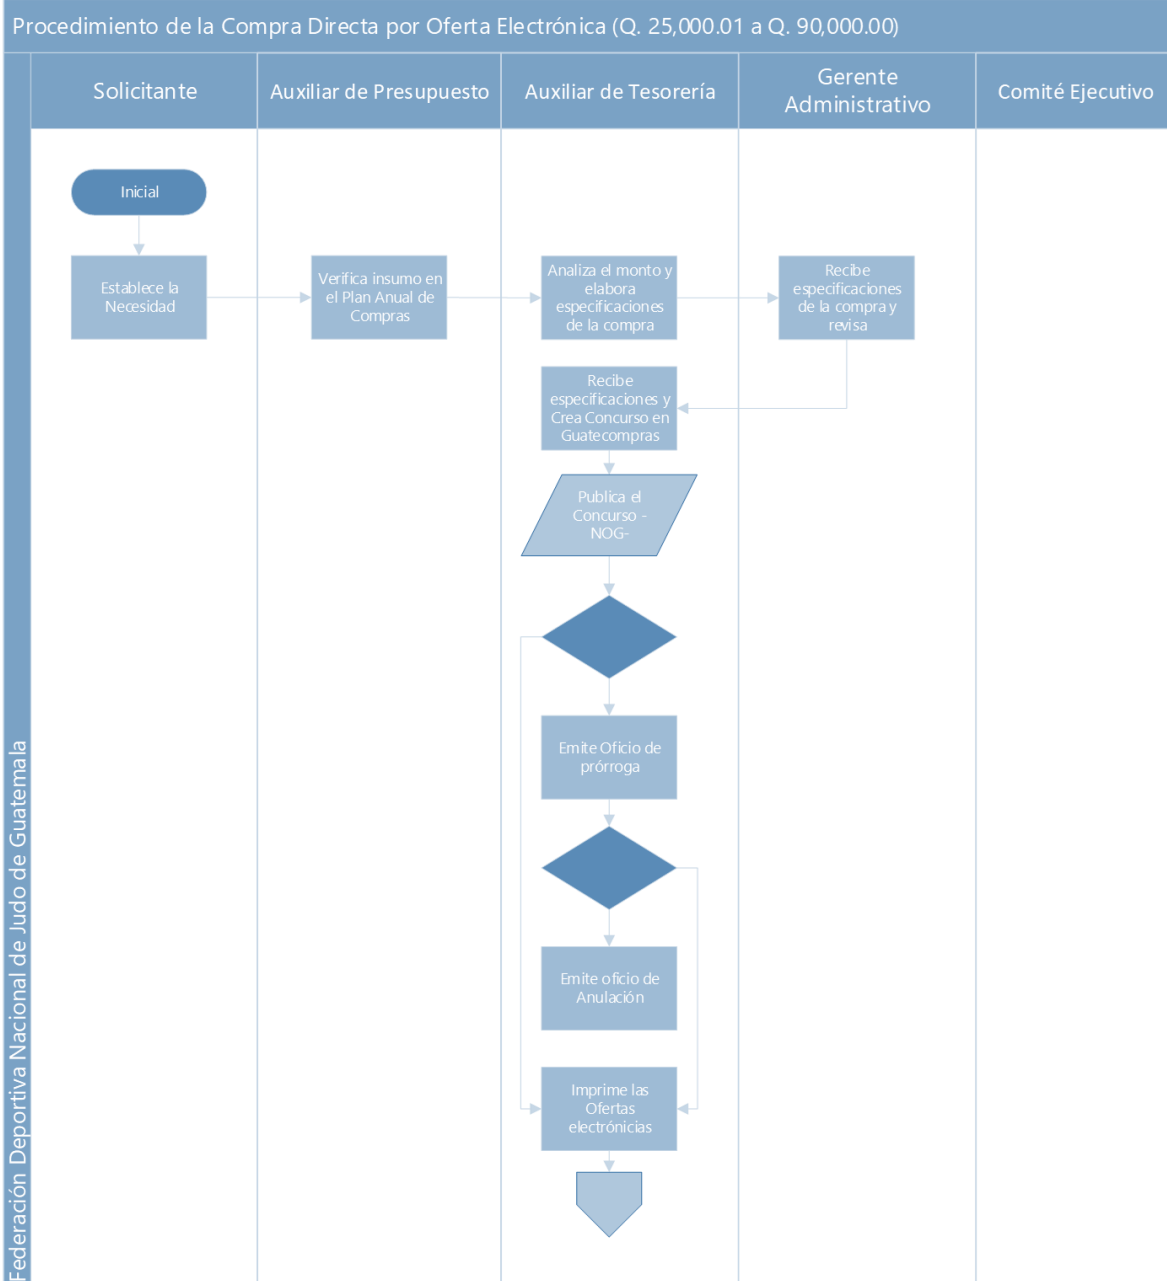 Procedimiento de la Compra Directa por Oferta Electrónica (Q. 25,000.01 a Q. 90,000.00)
Solicitante
Auxiliar de Presupuesto
Auxiliar de Tesorería
Gerente
Administrativo
Comité Ejecutivo
Federación Deportiva Nacional de Judo de Guatemala
Inicial
Establece la
Necesidad
Verifica insumo en
el Plan Anual de
Compras
Analiza el monto y
elabora
especificaciones
de la compra
Recibe
especificaciones
de la compra y
revisa
Recibe
especificaciones y
Crea Concurso en
Guatecompras
Publica el
Concurso -
NOG-
Emite Oficio de
prórroga
Emite oficio de
Anulación
Imprime las
Ofertas
electrónicias